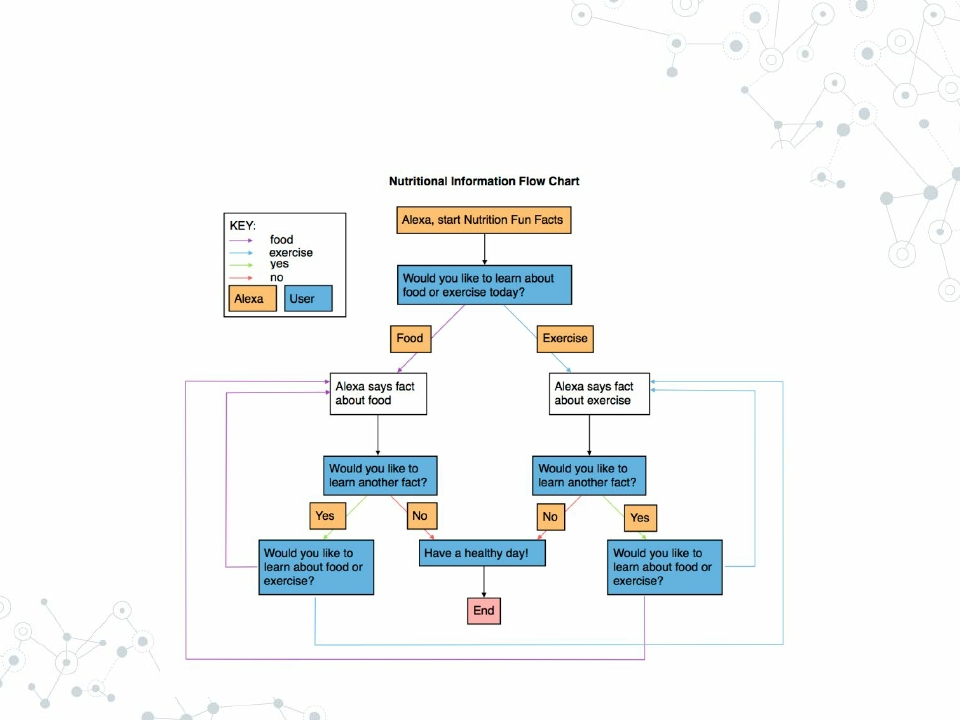 Nutritional Information Flow Chart
Alexa, start Nutrition Fun Facts
KEY:
food
exercise
yes
no
Alexa
User
Would you like to learn about
food or exercise today?
Food
Exercise
Alexa says fact
about food
Alexa says fact
about exercise
Would you like to
learn another fact?
Would you like to
learn another fact?
Yes
No
No
Yes
Would you like to
learn about food or
exercise?
Have a healthy day!
Would you like to
learn about food or
exercise?
End